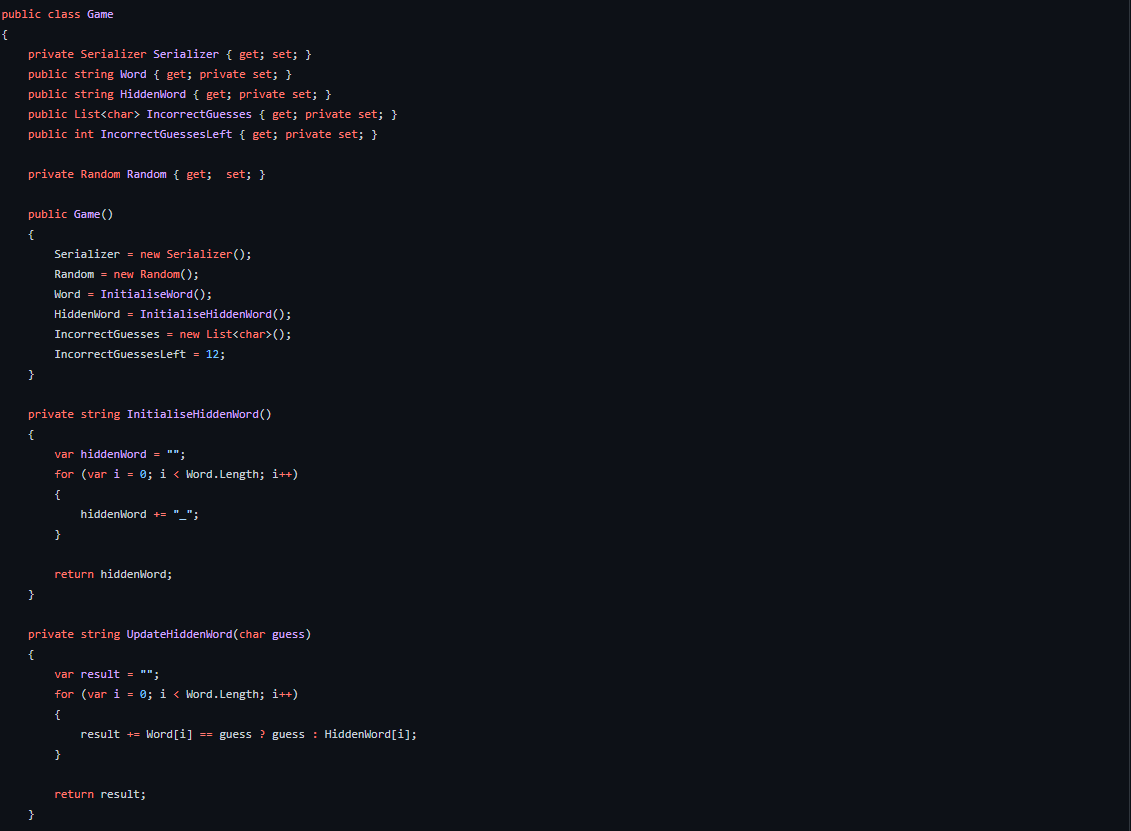 public class Game
{
    private Serializer Serializer { get; set; }
    public string Word { get; private set; }
    public string HiddenWord { get; private set; }
    public List<char> IncorrectGuesses { get; private set; }
    public int IncorrectGuessesLeft { get; private set; }

    private Random Random { get;  set; }

    public Game()
    {
        Serializer = new Serializer();
        Random = new Random();
        Word = InitialiseWord();
        HiddenWord = InitialiseHiddenWord();
        IncorrectGuesses = new List<char>();
        IncorrectGuessesLeft = 12;
    }

    private string InitialiseHiddenWord()
    {
        var hiddenWord = "";
        for (var i = 0; i < Word.Length; i++)
        {
            hiddenWord += "_";
        }

        return hiddenWord;
    }

    private string UpdateHiddenWord(char guess)
    {
        var result = "";
        for (var i = 0; i < Word.Length; i++)
        {
            result += Word[i] == guess ? guess : HiddenWord[i];
        }

        return result;
    }